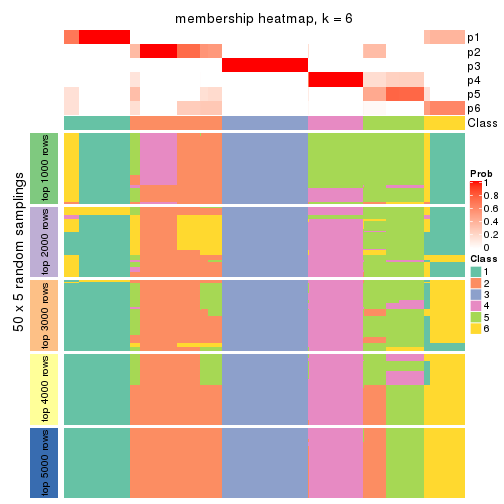 membership heatmap, k = 6
p1
p2
p3
p4
p5
p6
Class
50 x 5 random samplings
top 1000 rows
top 2000 rows
top 3000 rows
top 4000 rows
top 5000 rows
Prob
1
0.8
0.6
0.4
0.2
0
Class
1
2
3
4
5
6